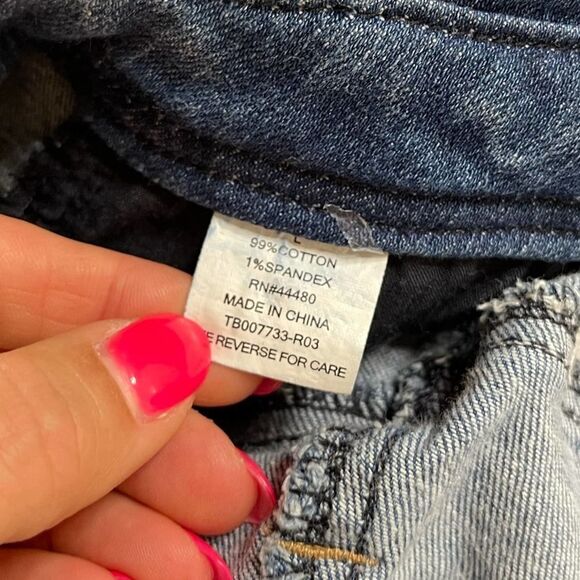 L
99%COTTON
1%SPANDEX
RN#44480
MADE IN CHINA
TB007733-R03
REVERSE FOR CARE